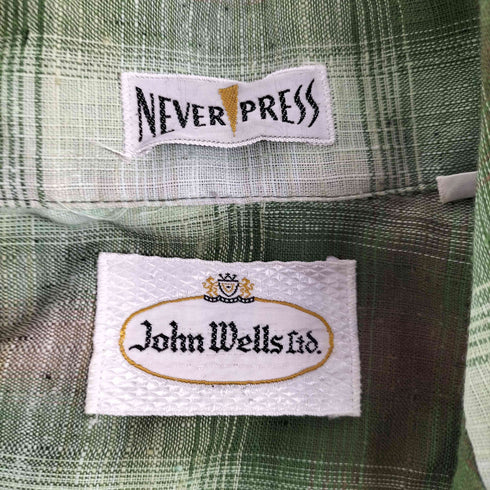 NEVER PRESS
John Wells Ltd.